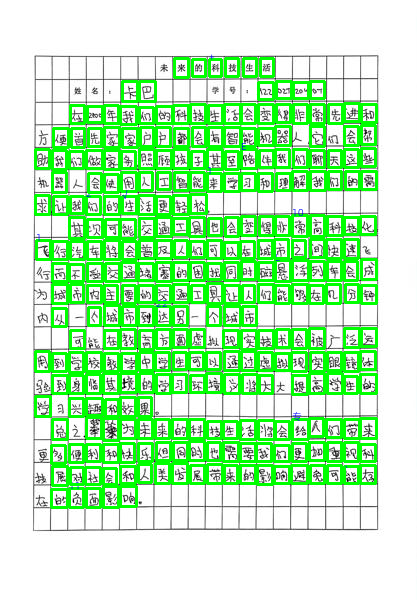 未来的科技生活
姓名：卡巴 学号：
在2100年我们的科技生活会变得非常先进和
方便首先家家户户都会有智能机器人它们会帮
助我们做家务照顾孩子甚至陪伴我们聊天这些
机器人会使用人工智能来学习和理解我们的需
求让我们的生活更轻松
其次可能交通工具也会变得非常高科技化
飞行汽车将会普及人们可以在城市之间快速飞
行而不受交通堵塞的困扰同时磁悬浮列车会成
为城市内主要的交通工具让人们能够在几分钟
内从一个城市到达另一个城市
可能在教育方面虚拟现实技术会被广泛运
用到学校教学中学生可以通过虚拟现实眼镜体
验到身临其境的学习环境这将大大提高学生的
学习兴趣和效果。
总之，未来的科技生活将会给人们带来
更多便利和快乐但同时也需要我们更加重视科
技展对社会和人类发展带来的影响避免可能存
在的负面影响。